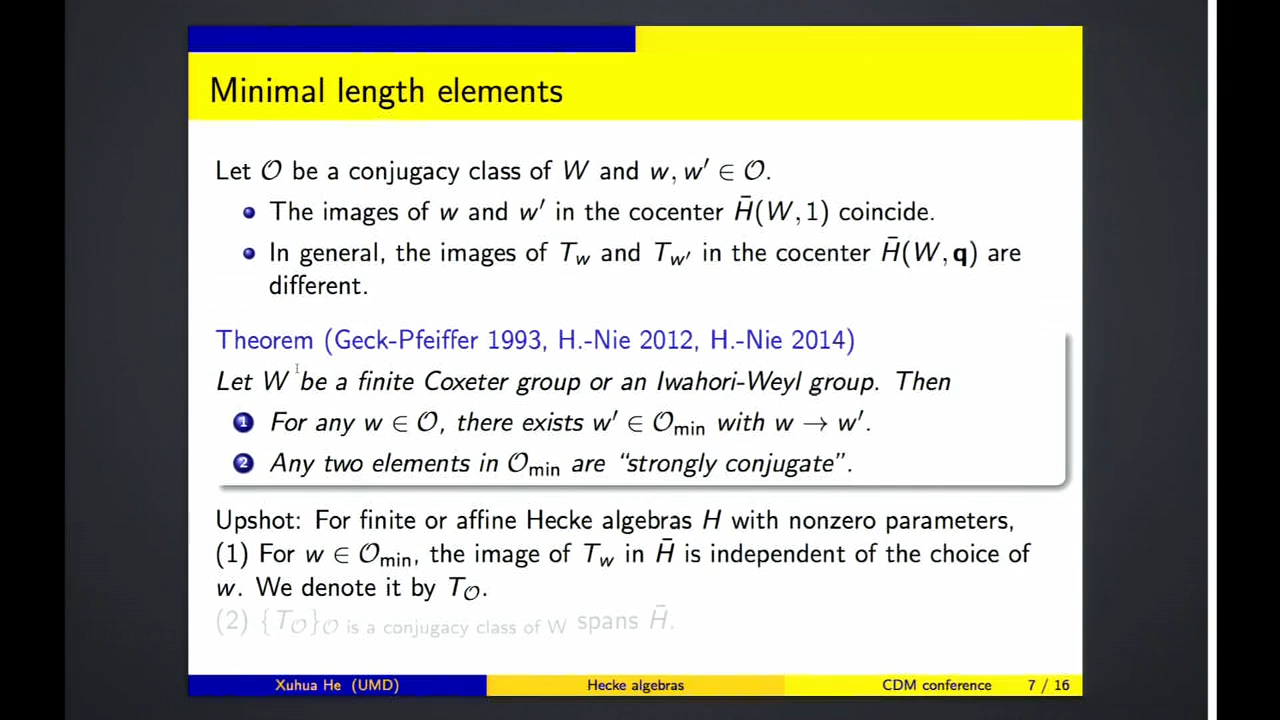 Minimal length elements
Let 𝒪 be a conjugacy class of W and w, w′ ∈ 𝒪.
The images of w and w′ in the cocenter H̄(W, 1) coincide.
In general, the images of T_w and T_w′ in the cocenter H̄(W, q) are
different.
Theorem (Geck-Pfeiffer 1993, H.-Nie 2012, H.-Nie 2014)
Let W be a finite Coxeter group or an Iwahori-Weyl group. Then
1 For any w ∈ 𝒪, there exists w′ ∈ 𝒪_min with w → w′.
2 Any two elements in 𝒪_min are “strongly conjugate”.
Upshot: For finite or affine Hecke algebras H with nonzero parameters,
(1) For w ∈ 𝒪_min, the image of T_w in H̄ is independent of the choice of
w. We denote it by T_𝒪.
(2) {T_𝒪}_𝒪 is a conjugacy class of W spans H̄.
Xuhua He (UMD) Hecke algebras CDM conference 7 / 16